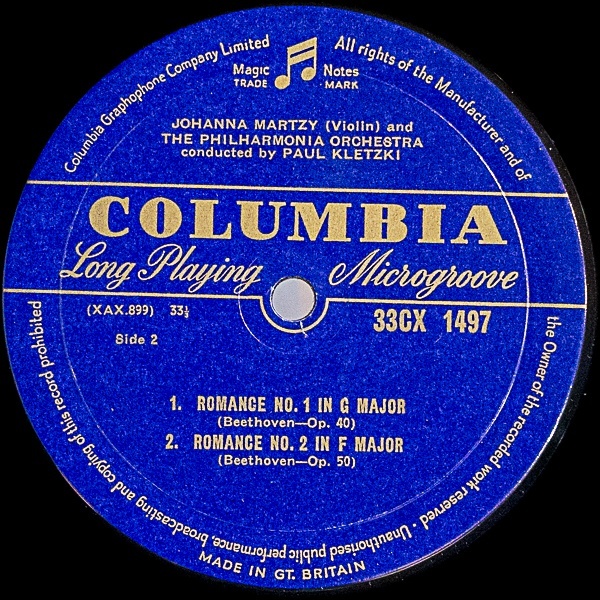 Columbia Graphophone Company Limited
All rights of the Manufacturer and of
the Owner of the recorded work reserved · Unauthorised public performance, broadcasting and copying of this record prohibited
Magic Notes
TRADE MARK
JOHANNA MARTZY (Violin) and
THE PHILHARMONIA ORCHESTRA
conducted by PAUL KLETZKI
COLUMBIA
Long Playing Microgroove
(XAX.899) 33⅓
33CX 1497
Side 2
1. ROMANCE NO. 1 IN G MAJOR
(Beethoven—Op. 40)
2. ROMANCE NO. 2 IN F MAJOR
(Beethoven—Op. 50)
MADE IN GT. BRITAIN